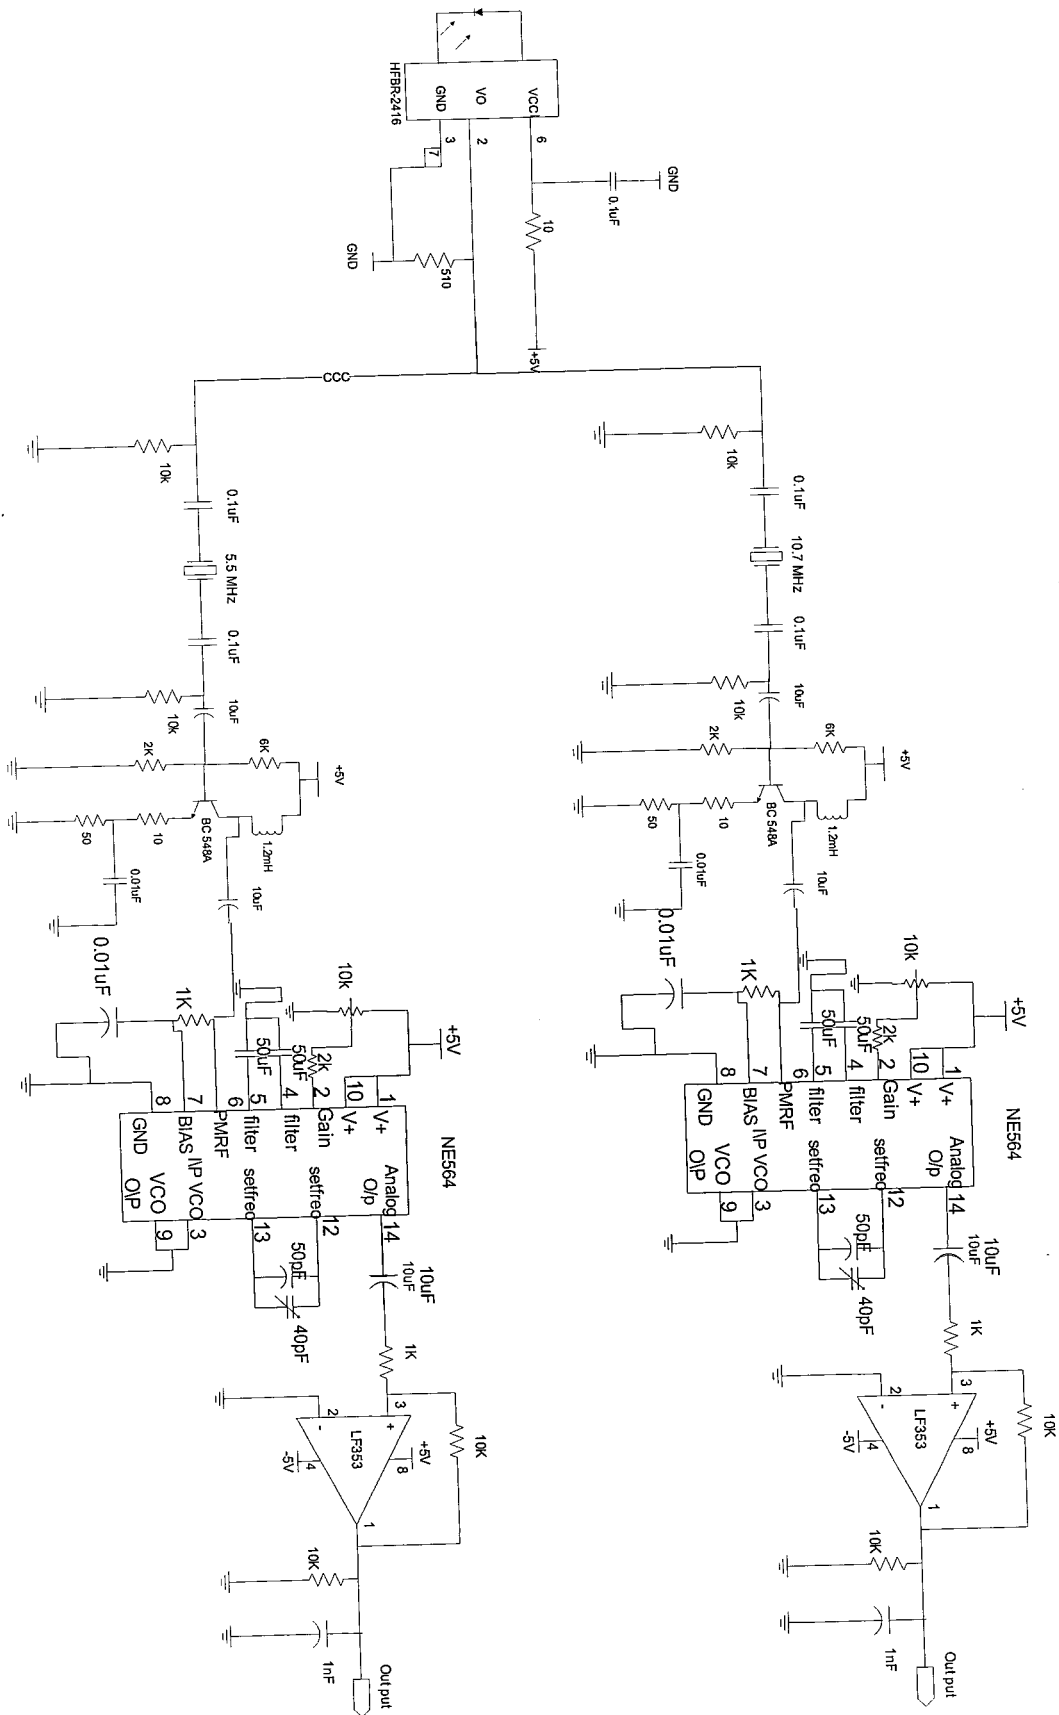 HFBR-2416
GND
VO
VCC
3
2
6
7
GND
0.1uF
10
510
GND
+5V
CCC
10k
0.1uF
10.7 MHz
0.1uF
10k
10uF
2K
6K
+5V
BC 548A
1.2mH
50
10
0.01uF
10uF
0.01uF
1K
10k
50uF
50uF
2k
+5V
8
7
6
5
4
2
10
1
GND
BIAS
PMRF
filter
filter
Gain
V+
V+
NE564
VCO
O\P
I\P VCO
setfreq
setfreq
Analog
O/p
9
3
13
12
14
50pF
40pF
10uF
10uF
1K
3
2
+
-
LF353
+5V
8
-5V
4
1
10K
10K
1nF
Output
10k
0.1uF
5.5 MHz
0.1uF
10k
10uF
2K
6K
+5V
BC 548A
1.2mH
50
10
0.01uF
10uF
0.01uF
1K
10k
50uF
50uF
2k
+5V
8
7
6
5
4
2
10
1
GND
BIAS
PMRF
filter
filter
Gain
V+
V+
NE564
VCO
O\P
I\P VCO
setfreq
setfreq
Analog
O/p
9
3
13
12
14
50pF
40pF
10uF
10uF
1K
3
2
+
-
LF353
+5V
8
-5V
4
1
10K
10K
1nF
Output